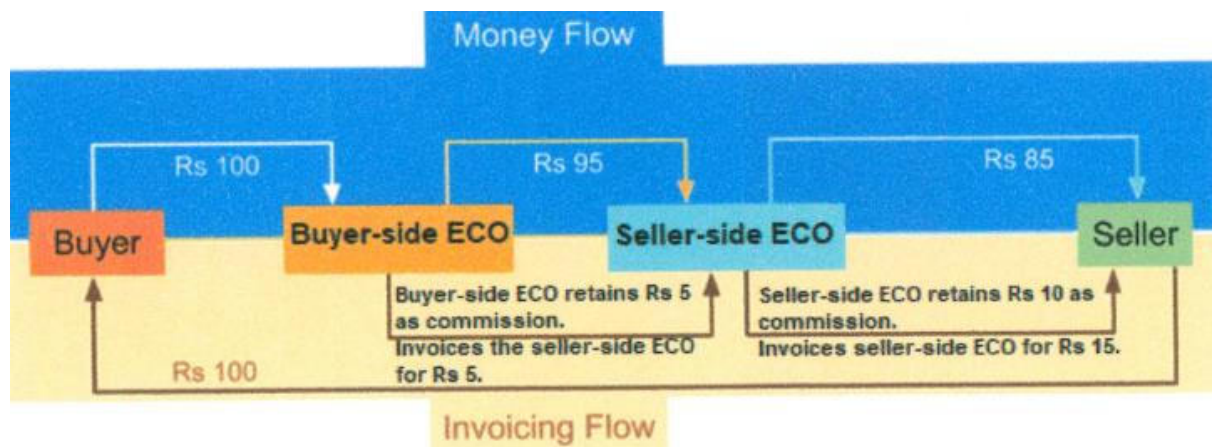 Money Flow
Rs 100
Rs 95
Rs 85
Buyer
Buyer-side ECO
Seller-side ECO
Seller
Buyer-side ECO retains Rs 5
as commission.
Invoices the seller-side ECO
for Rs 5.
Seller-side ECO retains Rs 10 as
commission.
Invoices seller-side ECO for Rs 15.
Rs 100
Invoicing Flow